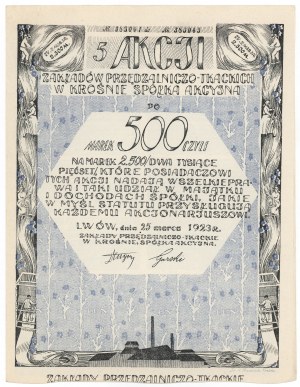 5 AKCJI
ZAKŁADÓW PRZĘDZALNICZO-TKACKICH
W KROŚNIE SPÓŁKA AKCYJNA
PO
MAREK 500 CZYLI
NA MAREK 2.500/DWA TYSIĄCE
PIĘĆSET/, KTÓRE POSIADACZOWI
TYCH AKCJI NADAJĄ WSZELKIE PRA-
WA I TAKI UDZIAŁ W MAJĄTKU
I DOCHODACH SPÓŁKI, JAKIE
W MYŚL STATUTU PRZYSŁUGUJĄ
KAŻDEMU AKCJONARJUSZOWI.
LWÓW, dnia 25 marca 1923 r.
ZAKŁADY PRZĘDZALNICZO-TKACKIE
W KROŚNIE, SPÓŁKA AKCYJNA.
ZAKŁADY PRZĘDZALNICZO-TKACKIE